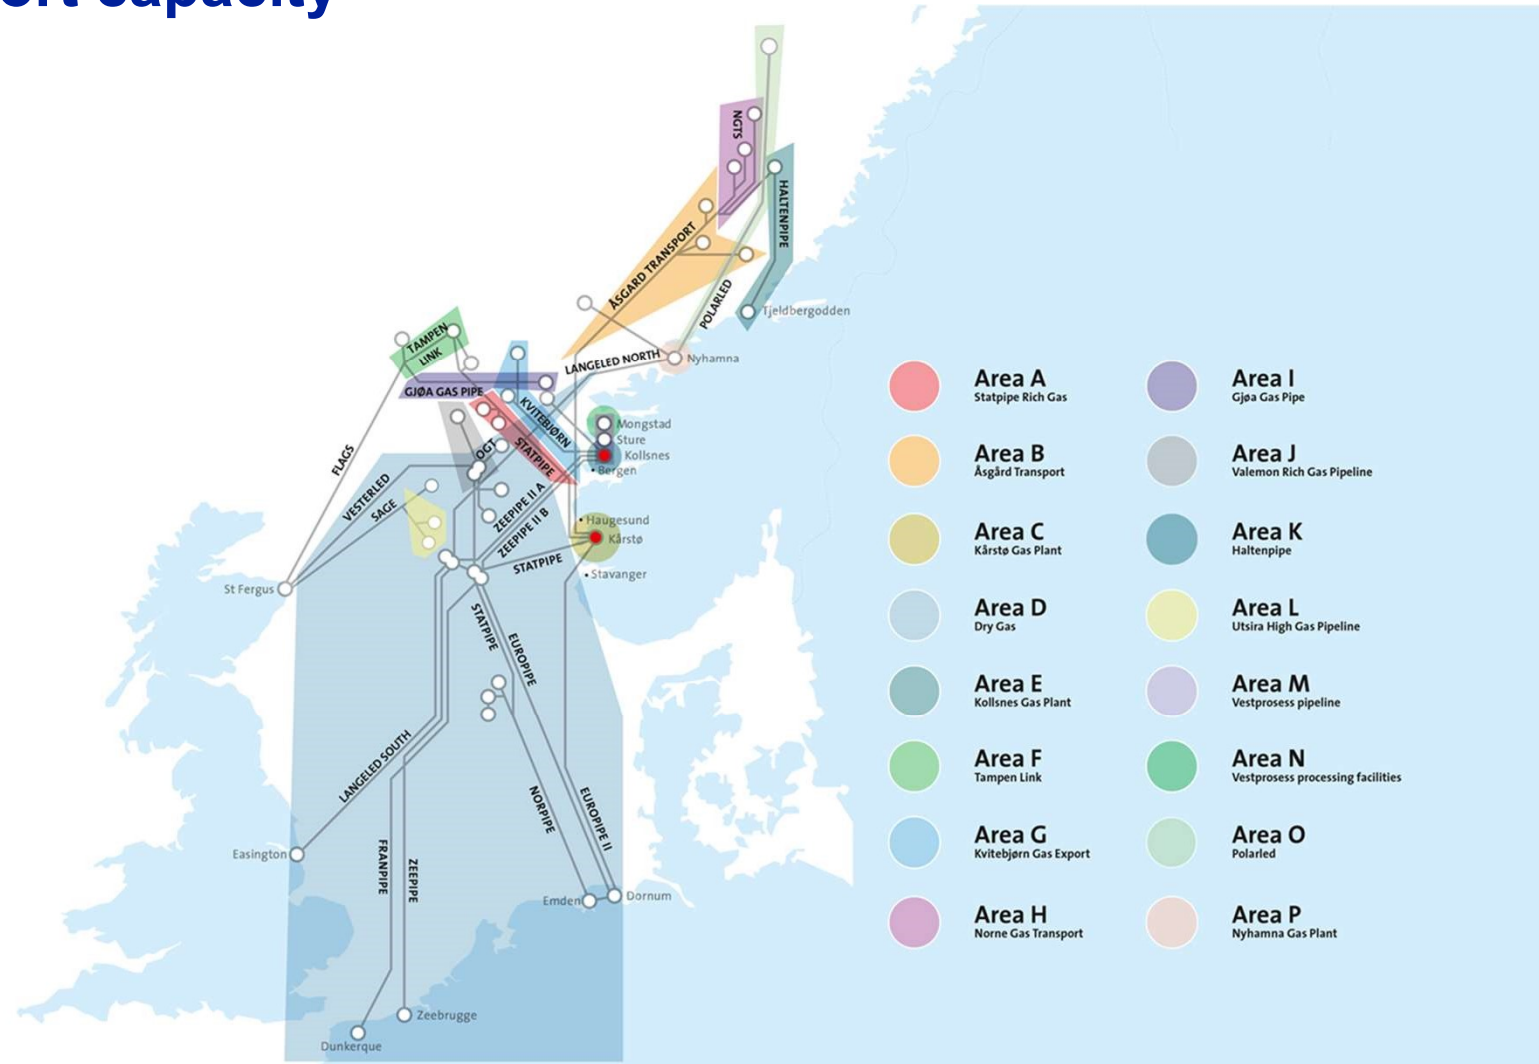 ort capacity
NGTS
HALTENPIPE
ÅSGARD TRANSPORT
POLARLED
Tjeldbergodden
TAMPEN
LINK
LANGELED NORTH
Nyhamna
GJØA GAS PIPE
KVITEBJØRN
Mongstad
Sture
Kollsnes
• Bergen
FLAGS
OGT
STATPIPE
VESTERLED
SAGE
ZEEPIPE II A
ZEEPIPE II B
• Haugesund
Kårstø
STATPIPE
• Stavanger
St Fergus
STATPIPE
EUROPIPE
LANGELED SOUTH
NORPIPE
EUROPIPE II
Easington
FRANPIPE
ZEEPIPE
Emden
Dornum
Zeebrugge
Dunkerque
Area A
Statpipe Rich Gas
Area B
Åsgård Transport
Area C
Kårstø Gas Plant
Area D
Dry Gas
Area E
Kollsnes Gas Plant
Area F
Tampen Link
Area G
Kvitebjørn Gas Export
Area H
Norne Gas Transport
Area I
Gjøa Gas Pipe
Area J
Valemon Rich Gas Pipeline
Area K
Haltenpipe
Area L
Utsira High Gas Pipeline
Area M
Vestprosess pipeline
Area N
Vestprosess processing facilities
Area O
Polarled
Area P
Nyhamna Gas Plant